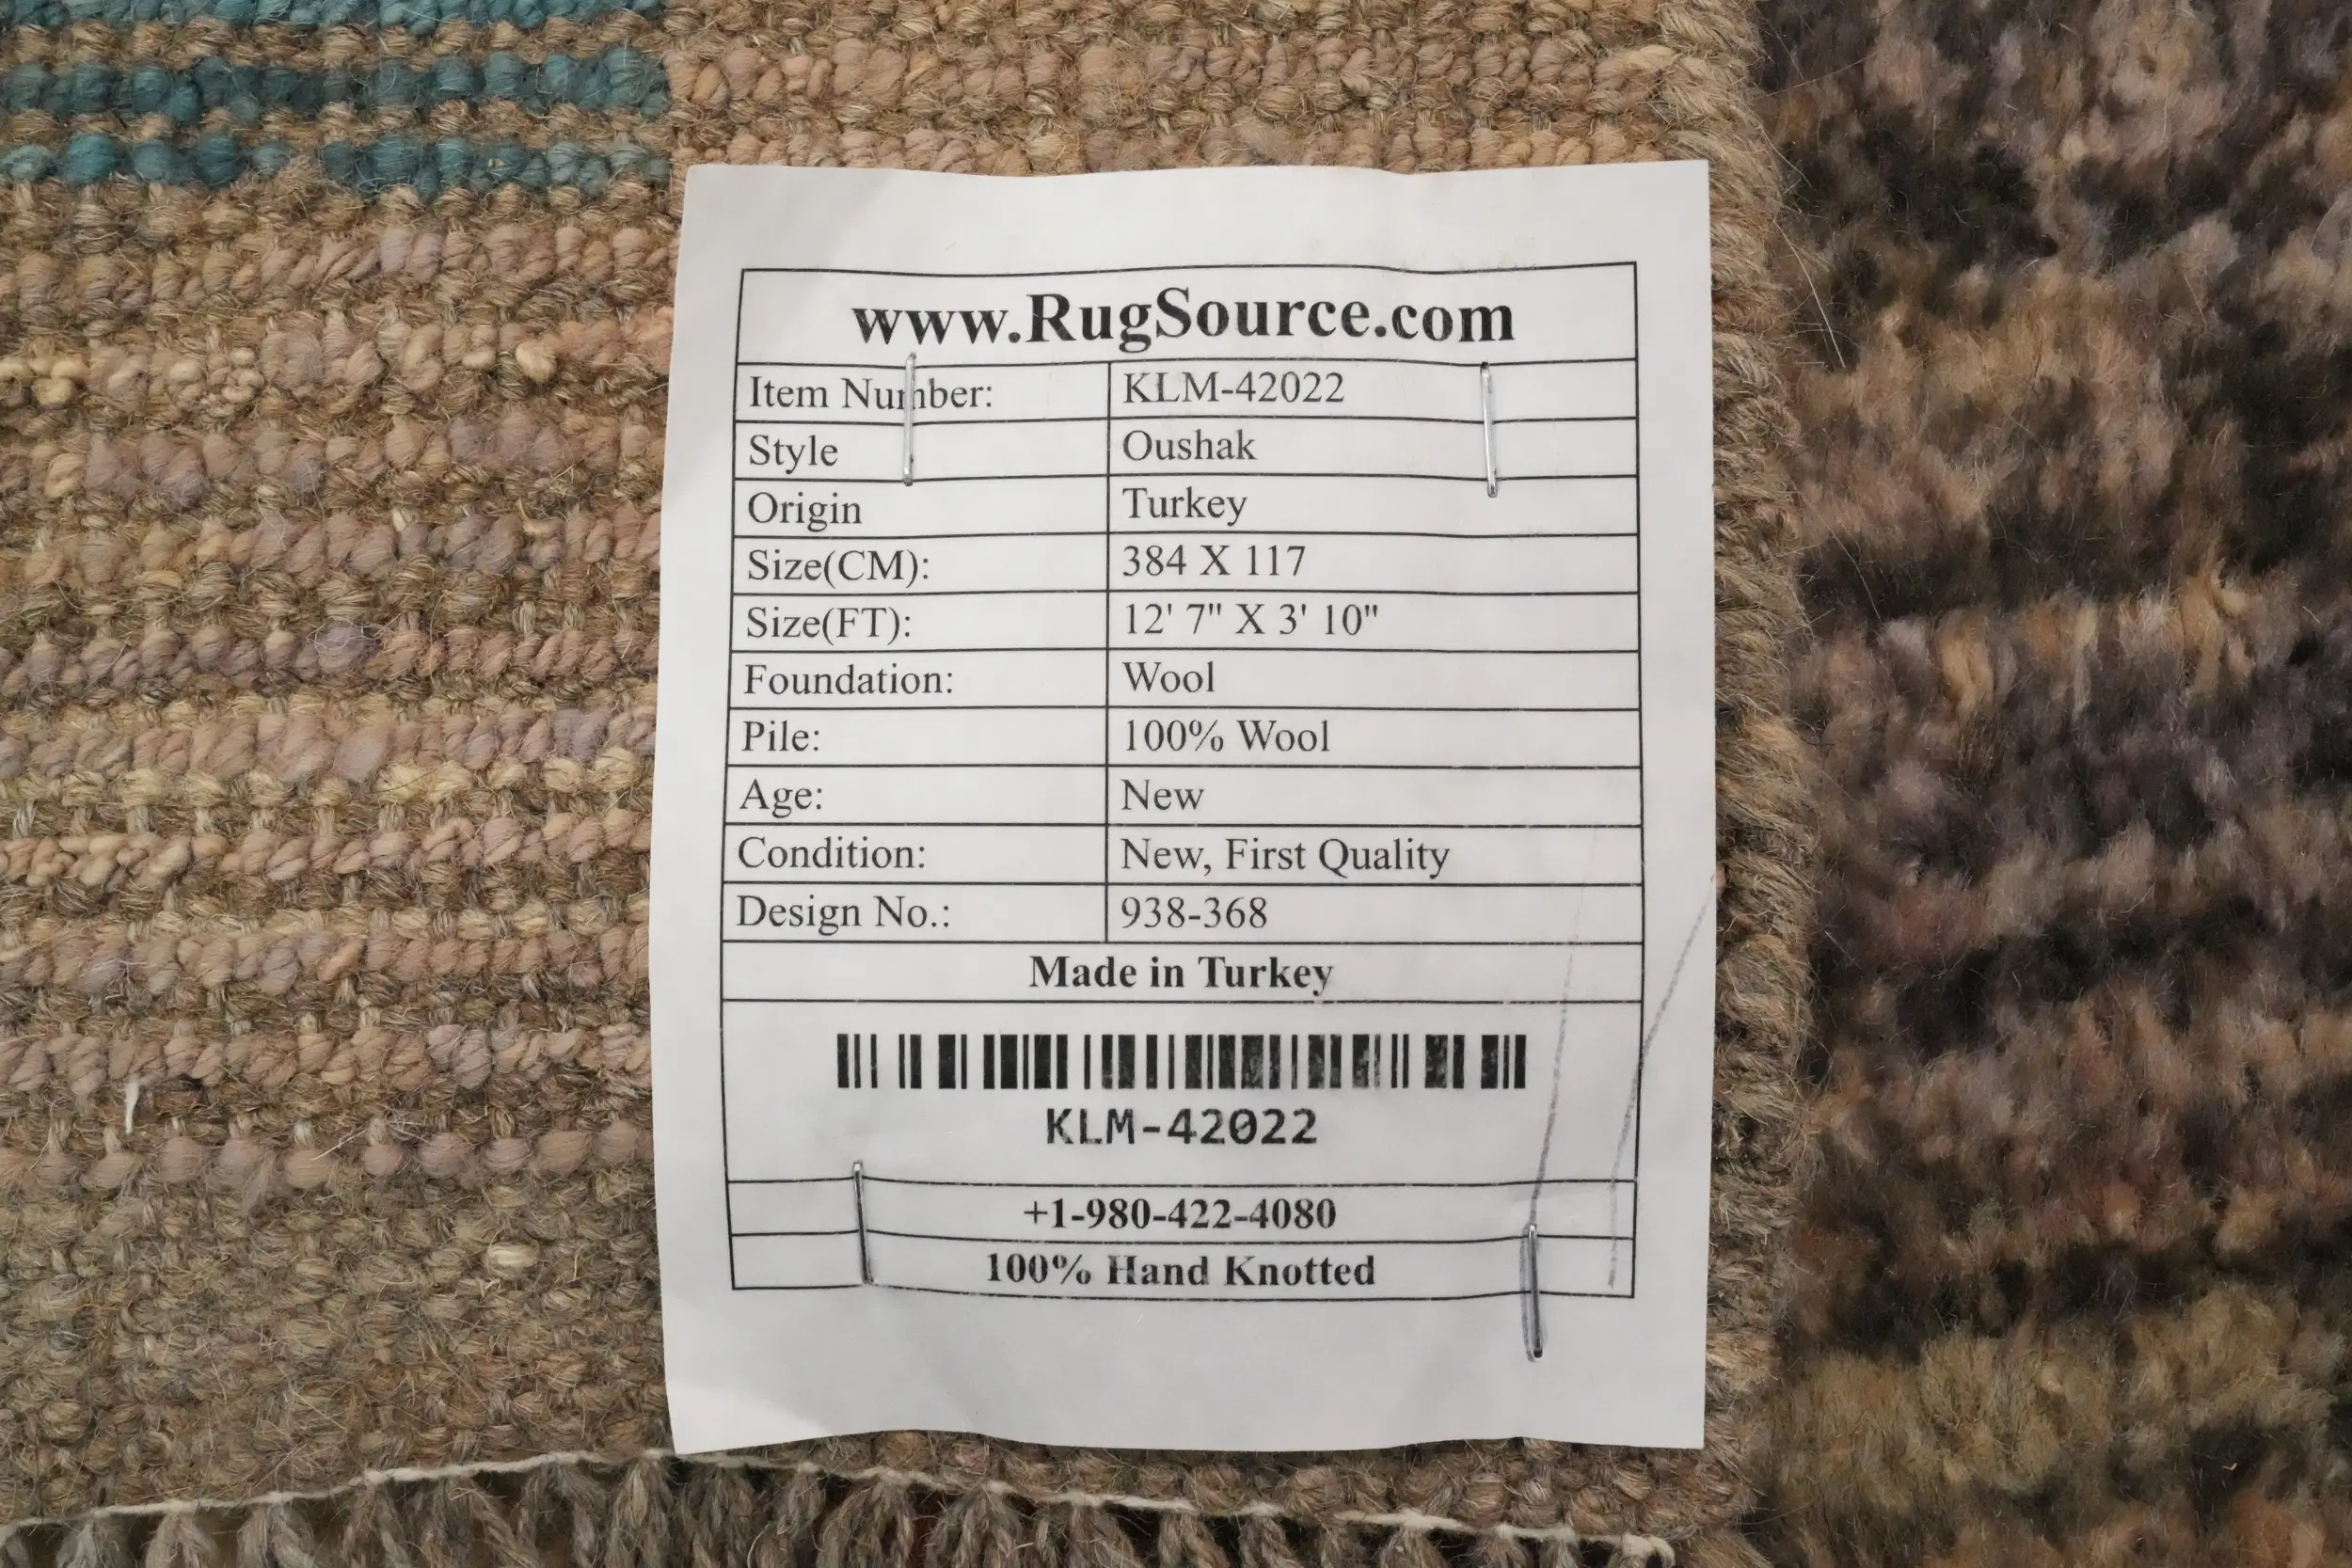 www.RugSource.com
Item Number: KLM-42022
Style Oushak
Origin Turkey
Size(CM): 384 X 117
Size(FT): 12' 7" X 3' 10"
Foundation: Wool
Pile: 100% Wool
Age: New
Condition: New, First Quality
Design No.: 938-368
Made in Turkey
KLM-42022
+1-980-422-4080
100% Hand Knotted